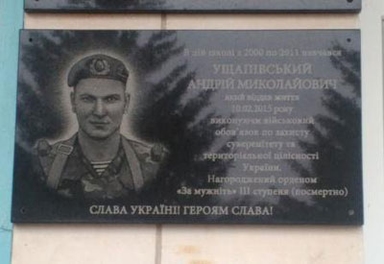 В цій школі з 2000 по 2011 навчався
УЩАПІВСЬКИЙ
АНДРІЙ МИКОЛАЙОВИЧ
який віддав життя
10.02.2015 року
виконуючи військовий
обов'язок по захисту
суверенітету та
територіальної цілісності
України.
Нагороджений орденом
«За мужність» III ступеня (посмертно)
СЛАВА УКРАЇНІ! ГЕРОЯМ СЛАВА!